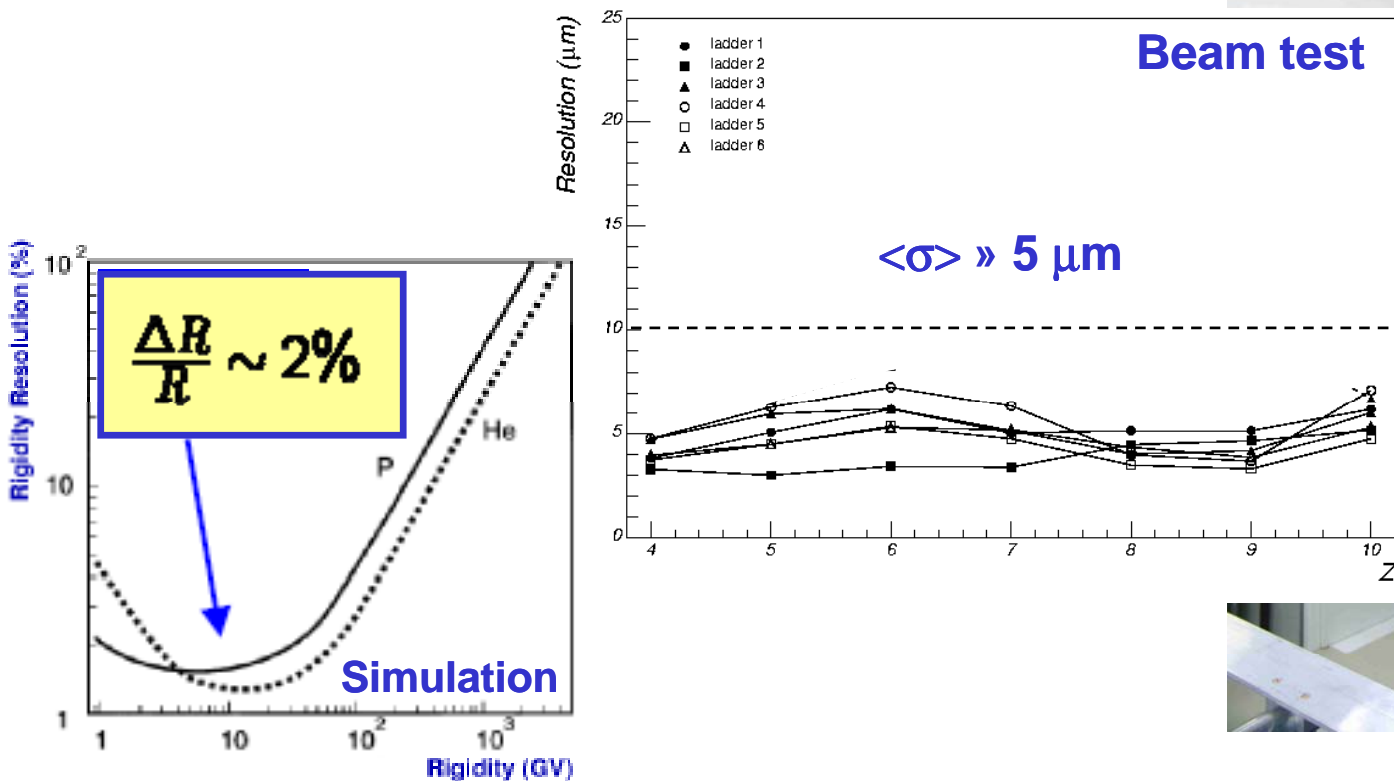 Beam test
Resolution (μm)
25
20
15
10
5
0
ladder 1
ladder 2
ladder 3
ladder 4
ladder 5
ladder 6
<σ> » 5 μm
4 5 6 7 8 9 10
Z
Rigidity Resolution (%)
10²
10
1
ΔR/R ~ 2%
P
He
Simulation
1 10 10² 10³
Rigidity (GV)